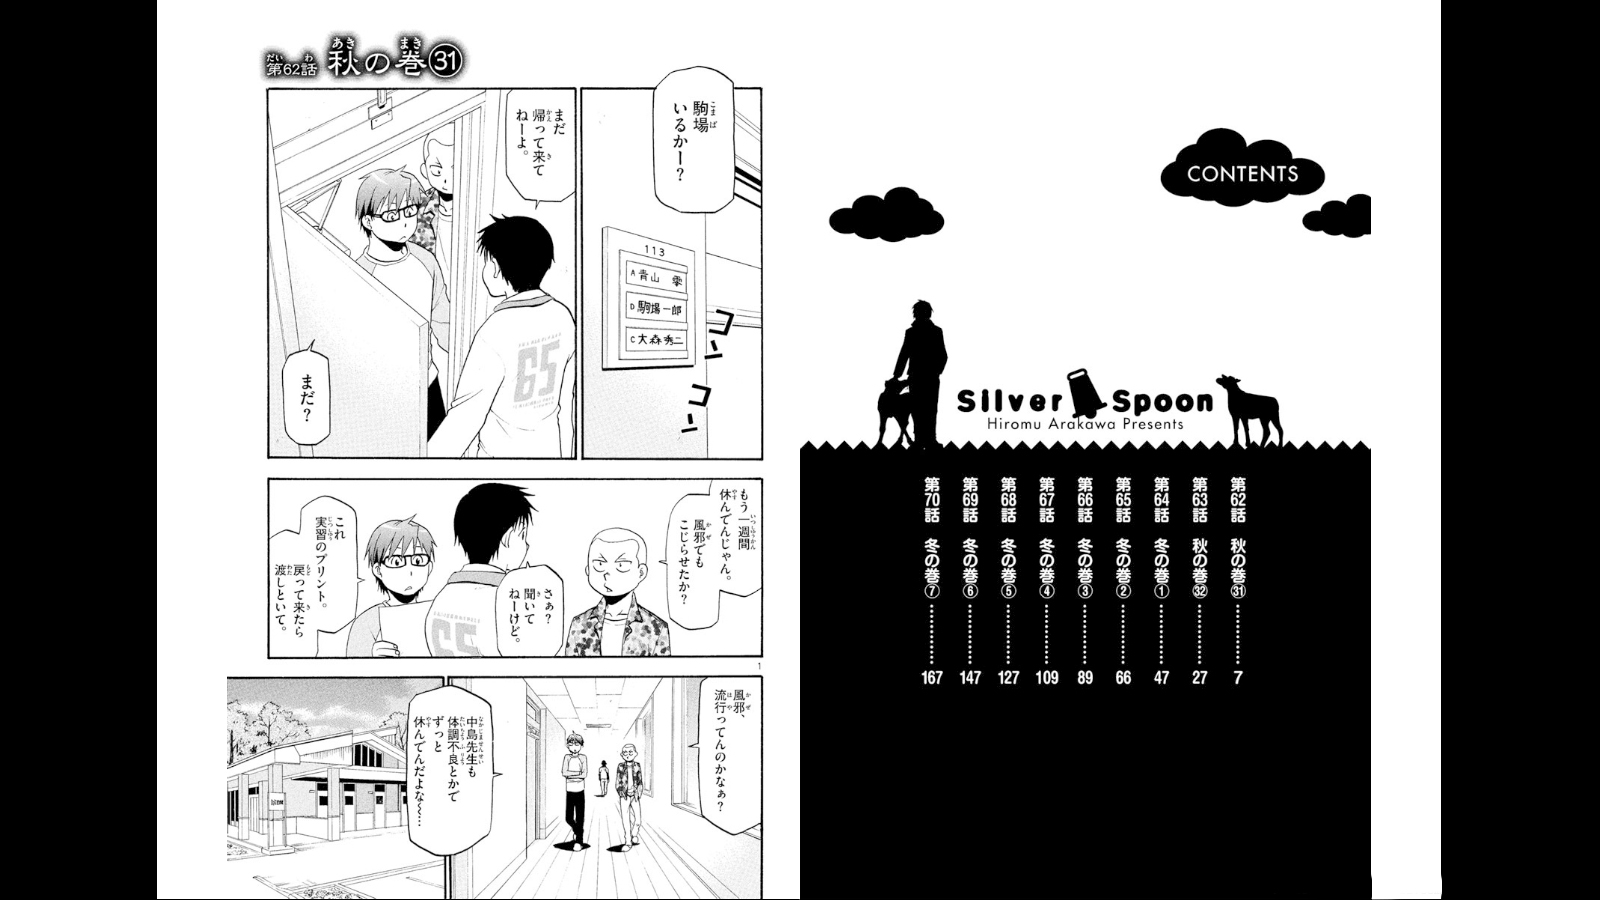 CONTENTS
Silver Spoon
Hiromu Arakawa Presents
第62話 秋の巻㉛ 7
第63話 秋の巻㉜ 27
第64話 冬の巻① 47
第65話 冬の巻② 66
第66話 冬の巻③ 89
第67話 冬の巻④ 109
第68話 冬の巻⑤ 127
第69話 冬の巻⑥ 147
第70話 冬の巻⑦ 167
第62話 秋の巻㉛
駒場
いるかー?
113
A 青山 雫
D 駒場一郎
C 大森秀二
コン
コン
まだ
帰って来て
ねーよ。
65
まだ?
もう一週間
休んでんじゃん。
風邪でも
こじらせたか?
さぁ?
聞いて
ねーけど。
65
これ
実習のプリント。
戻って来たら
渡しといて。
1
風邪、
流行ってんのかなぁ?
中島先生も
体調不良とかで
ずっと
休んでんだよな~……